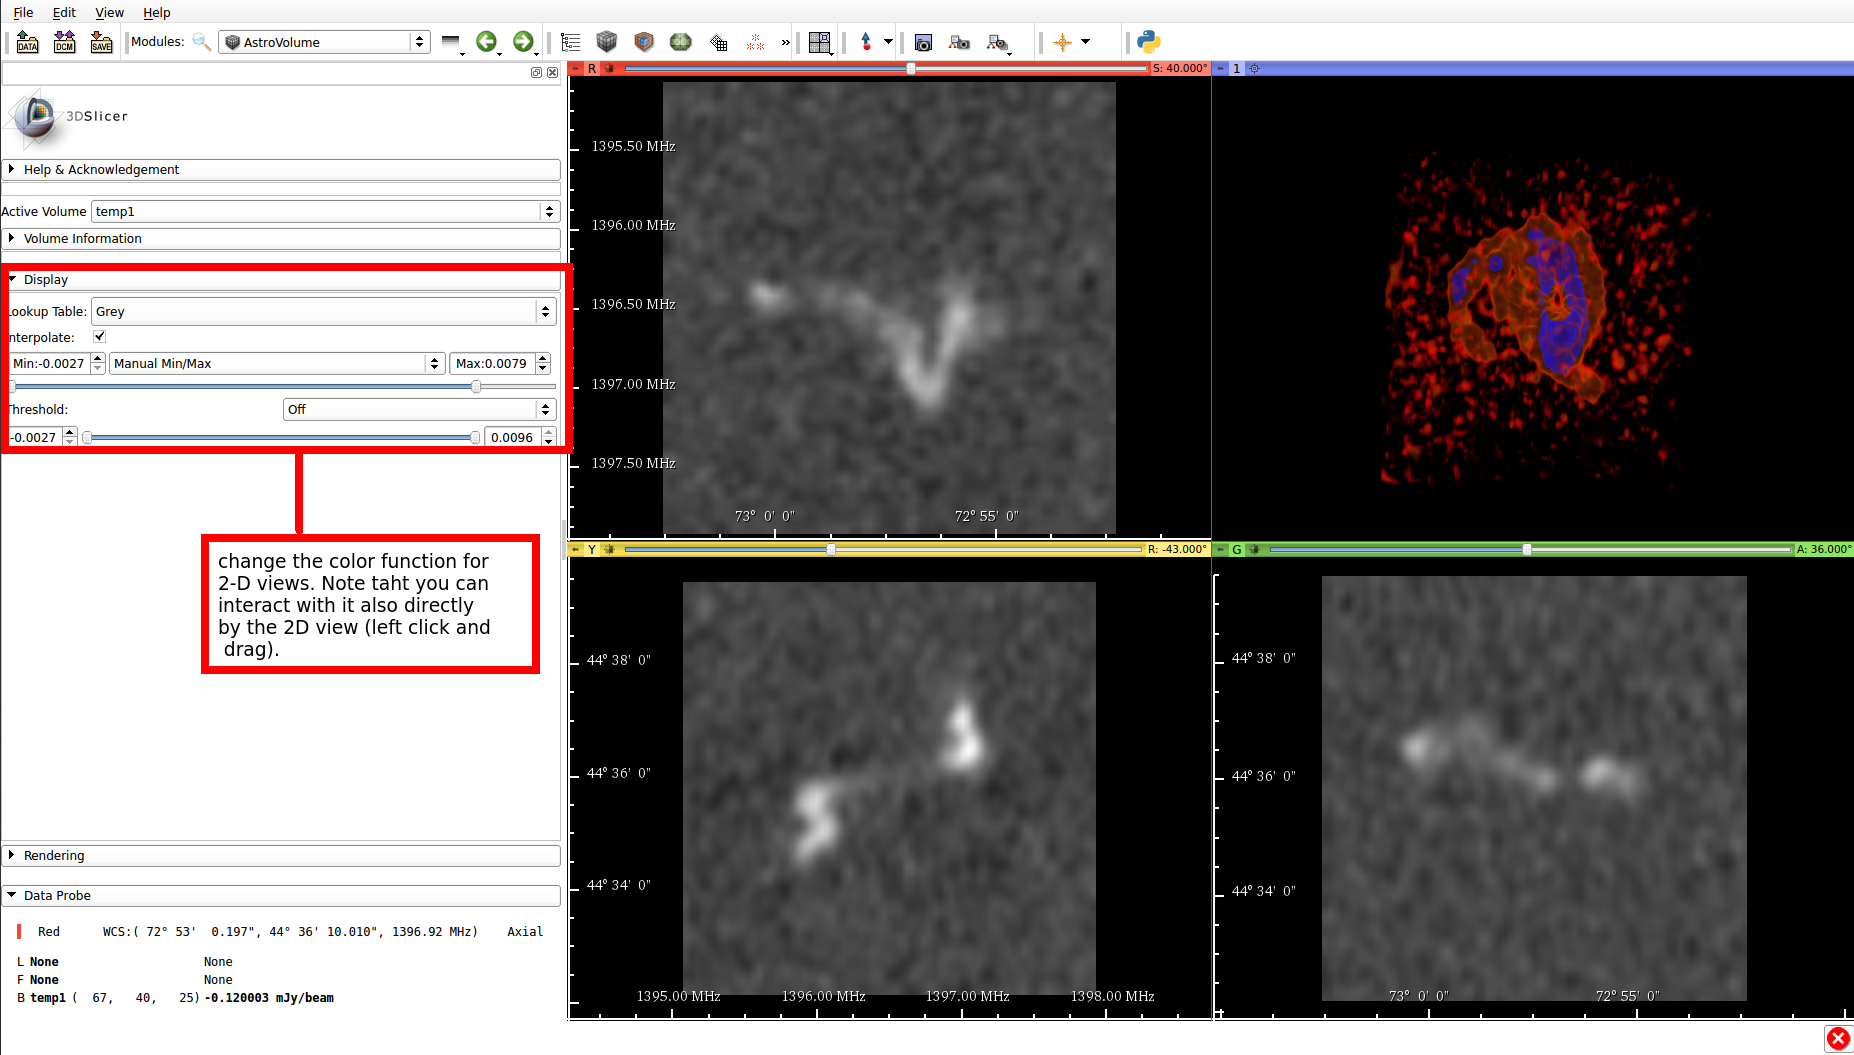 File Edit View Help
DATA DCM SAVE Modules: AstroVolume »
R S: 40.000°
1
3DSlicer
Help & Acknowledgement
Active Volume temp1
Volume Information
Display
Lookup Table: Grey
Interpolate:
Min:-0.0027 Manual Min/Max Max:0.0079
Threshold: Off
-0.0027 0.0096
change the color function for
2-D views. Note taht you can
interact with it also directly
by the 2D view (left click and
drag).
Rendering
Data Probe
Red WCS:( 72° 53' 0.197", 44° 36' 10.010", 1396.92 MHz) Axial
L None None
F None None
B temp1 ( 67, 40, 25) -0.120003 mJy/beam
1395.50 MHz
1396.00 MHz
1396.50 MHz
1397.00 MHz
1397.50 MHz
73° 0' 0" 72° 55' 0"
Y R: -43.000°
44° 38' 0"
44° 36' 0"
44° 34' 0"
1395.00 MHz 1396.00 MHz 1397.00 MHz 1398.00 MHz
G A: 36.000°
44° 38' 0"
44° 36' 0"
44° 34' 0"
73° 0' 0" 72° 55' 0"